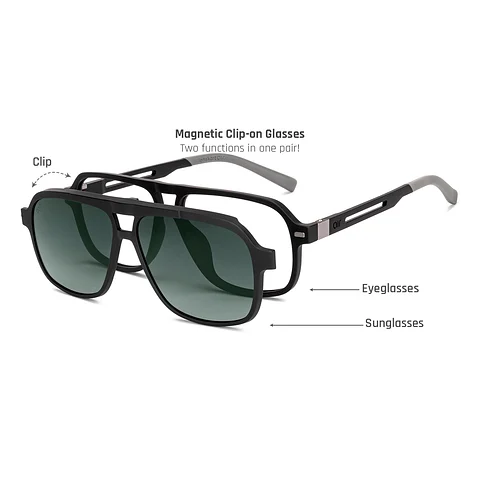 Magnetic Clip-on Glasses
Two functions in one pair!
Clip
Eyeglasses
Sunglasses